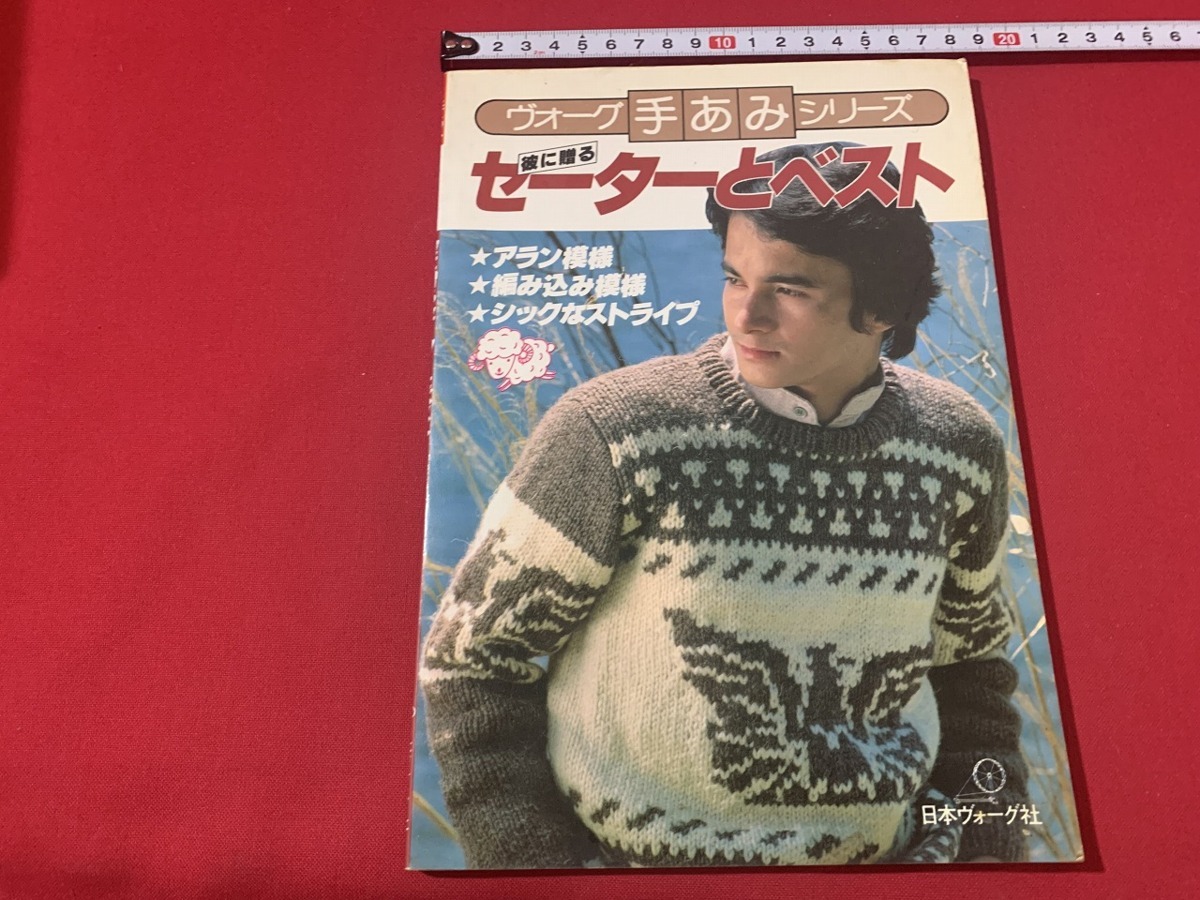 2 3 4 5 6 7 8 9 10 1 2 3 4 5 6 7 8 9 20 1 2 3 4 5 6
ヴォーグ手あみシリーズ
彼に贈る
セーターとベスト
★アラン模様
★編み込み模様
★シックなストライプ
日本ヴォーグ社